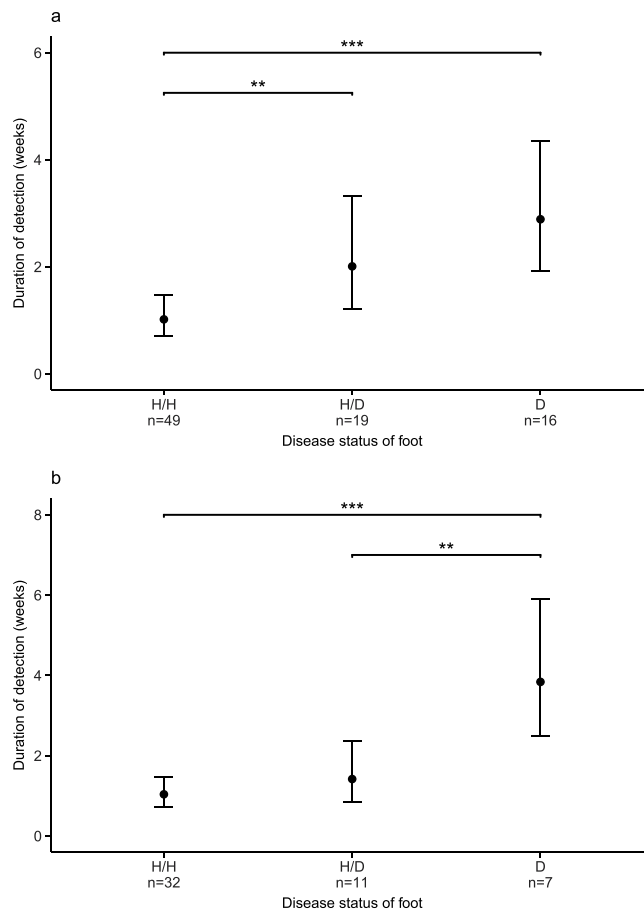 a
6
***
**
4
2
0
Duration of detection (weeks)
H/H H/D D
n=49 n=19 n=16
Disease status of foot
b
8
***
**
6
4
2
0
Duration of detection (weeks)
H/H H/D D
n=32 n=11 n=7
Disease status of foot